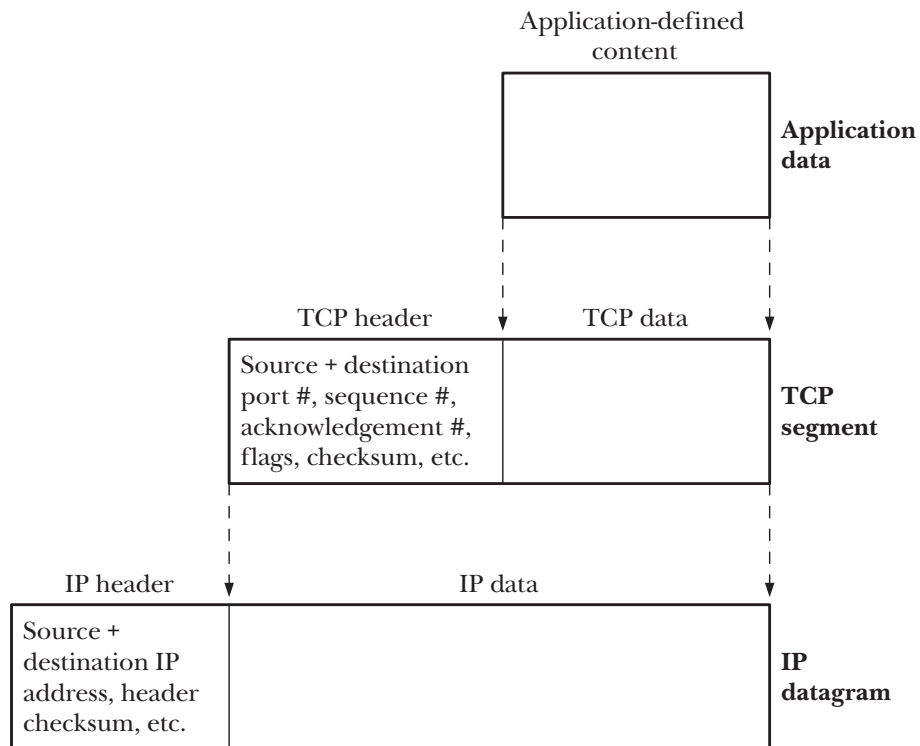 Application-defined
content
Application
data
TCP header
TCP data
Source + destination
port #, sequence #,
acknowledgement #,
flags, checksum, etc.
TCP
segment
IP header
IP data
Source +
destination IP
address, header
checksum, etc.
IP
datagram